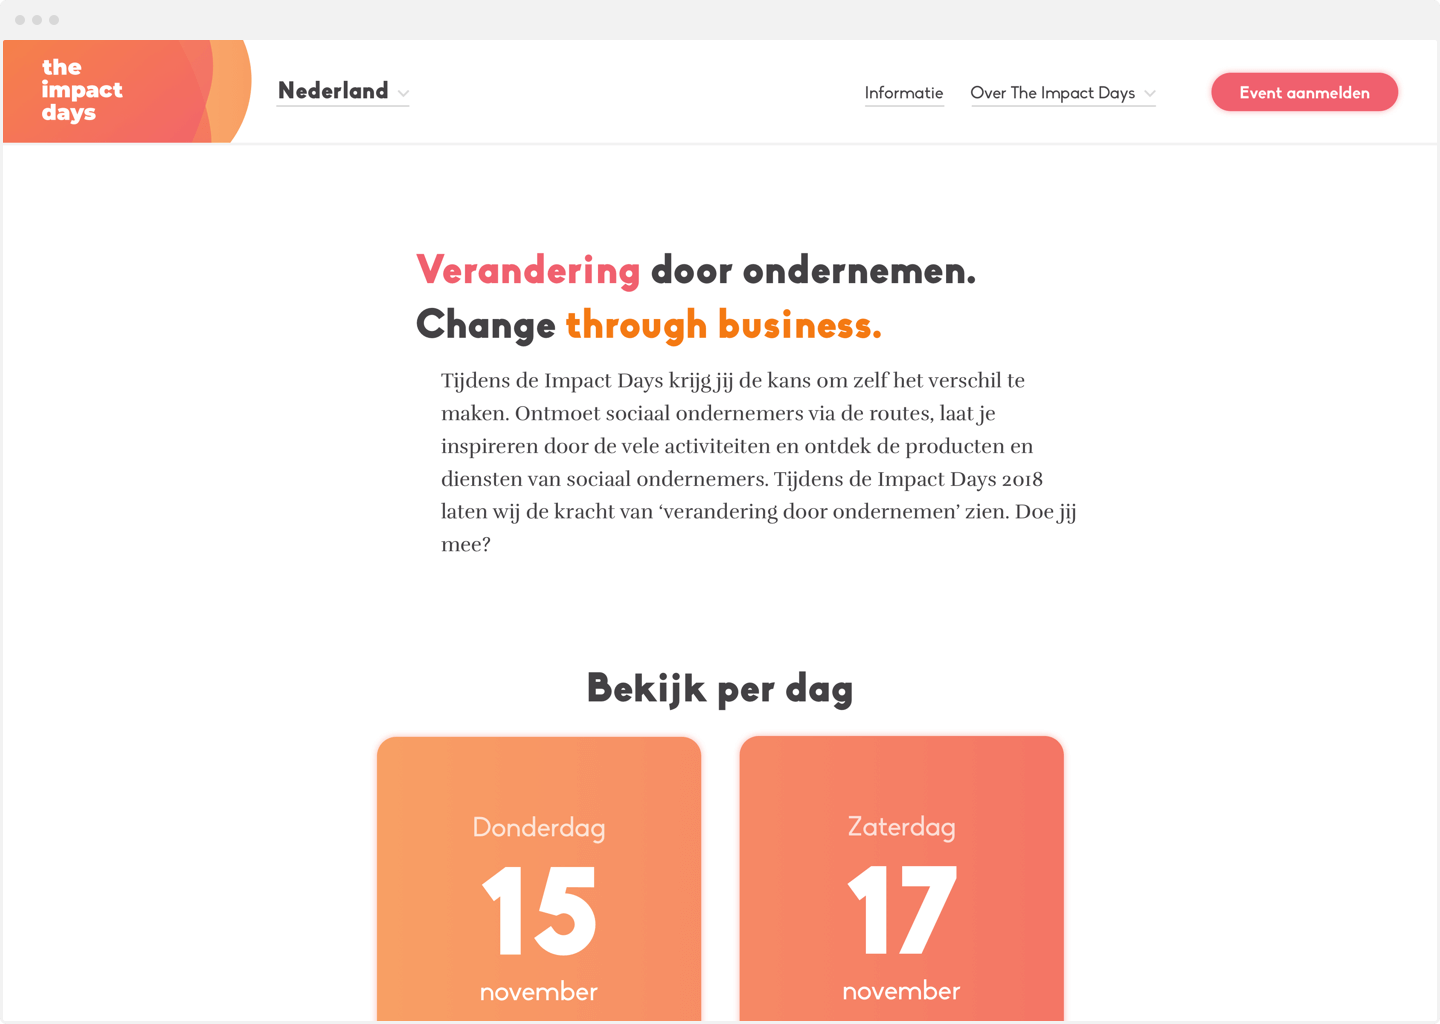 the
impact
days
Nederland
Informatie
Over The Impact Days
Event aanmelden
Verandering door ondernemen.
Change through business.
Tijdens de Impact Days krijg jij de kans om zelf het verschil te
maken. Ontmoet sociaal ondernemers via de routes, laat je
inspireren door de vele activiteiten en ontdek de producten en
diensten van sociaal ondernemers. Tijdens de Impact Days 2018
laten wij de kracht van ‘verandering door ondernemen’ zien. Doe jij
mee?
Bekijk per dag
Donderdag
15
november
Zaterdag
17
november